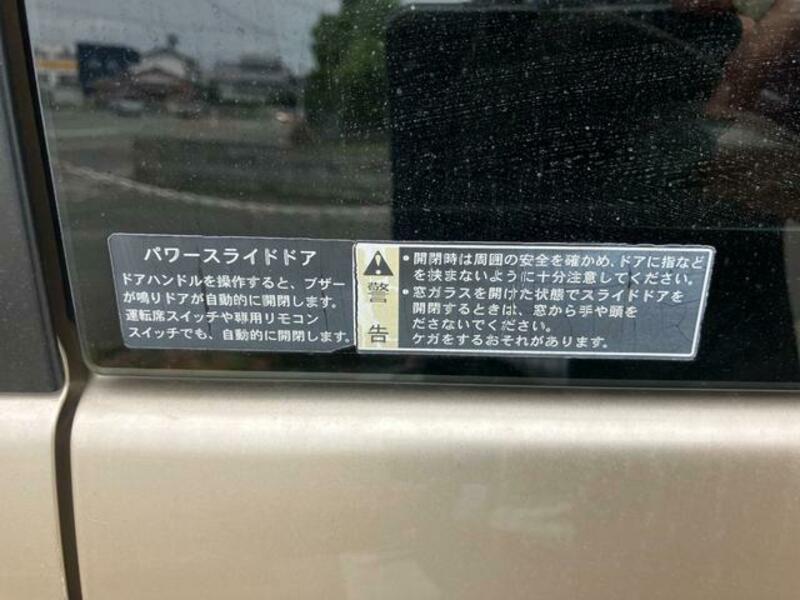 パワースライドドア
ドアハンドルを操作すると、ブザー
が鳴りドアが自動的に開閉します。
運転席スイッチや専用リモコン
スイッチでも、自動的に開閉します。
警告
・開閉時は周囲の安全を確かめ、ドアに指など
を挟まないように十分注意してください。
・窓ガラスを開けた状態でスライドドアを
開閉するときは、窓から手や頭を
ださないでください。
ケガをするおそれがあります。